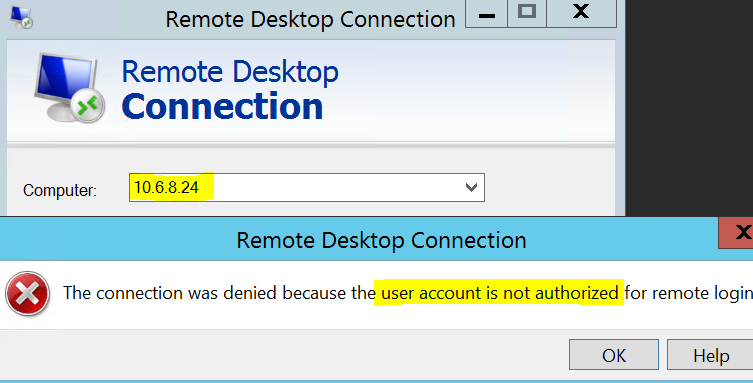 Remote Desktop Connection
Remote Desktop
Connection
Computer:
10.6.8.24
Remote Desktop Connection
The connection was denied because the user account is not authorized for remote login
OK
Help